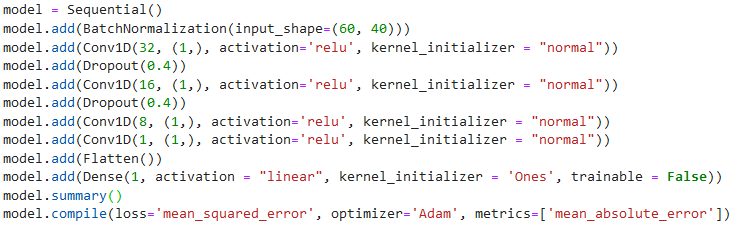 model = Sequential()
model.add(BatchNormalization(input_shape=(60, 40)))
model.add(Conv1D(32, (1,), activation='relu', kernel_initializer = "normal"))
model.add(Dropout(0.4))
model.add(Conv1D(16, (1,), activation='relu', kernel_initializer = "normal"))
model.add(Dropout(0.4))
model.add(Conv1D(8, (1,), activation='relu', kernel_initializer = "normal"))
model.add(Conv1D(1, (1,), activation='relu', kernel_initializer = "normal"))
model.add(Flatten())
model.add(Dense(1, activation = "linear", kernel_initializer = 'Ones', trainable = False))
model.summary()
model.compile(loss='mean_squared_error', optimizer='Adam', metrics=['mean_absolute_error'])